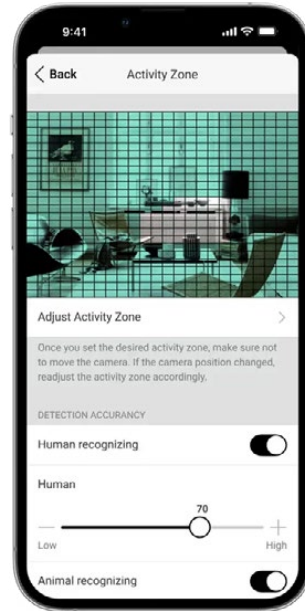 9:41
Back
Activity Zone
Adjust Activity Zone
Once you set the desired activity zone, make sure not
to move the camera. If the camera position changed,
readjust the activity zone accordingly.
DETECTION ACCURANCY
Human recognizing
Human
70
Low
High
Animal recognizing